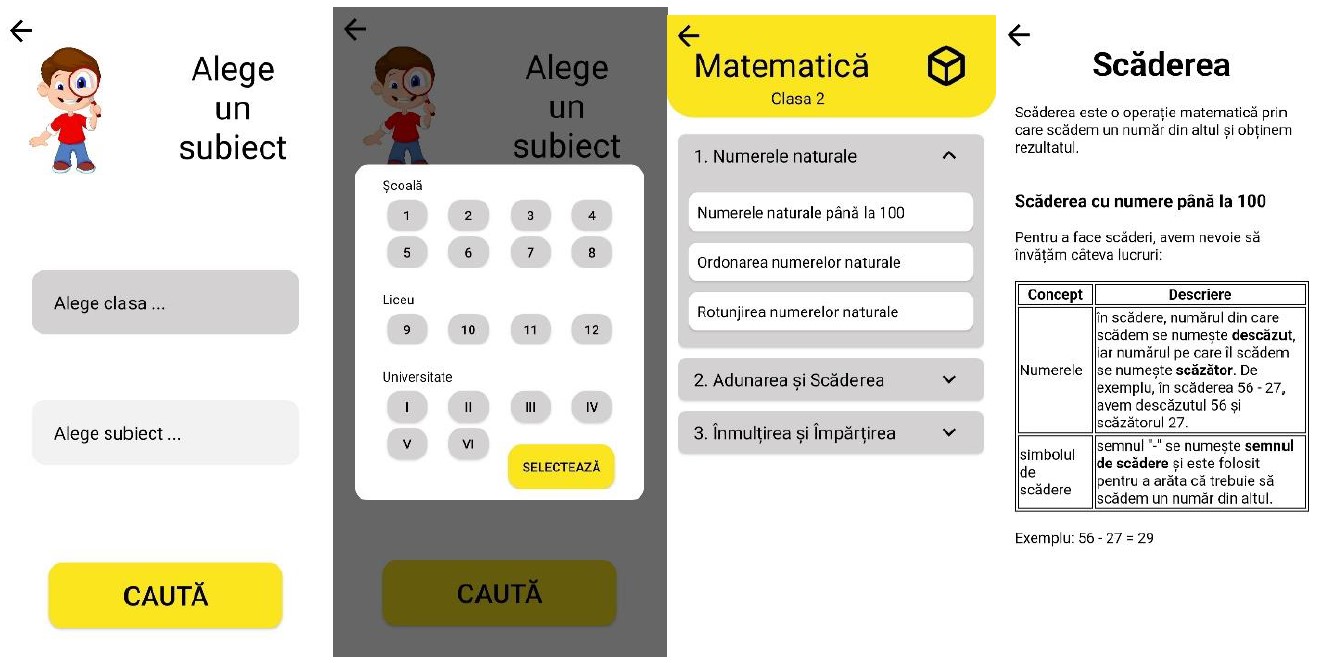 Alege
un
subiect
Alege clasa ...
Alege subiect ...
CAUTĂ
Alege
un
subiect
Școală
1 2 3 4
5 6 7 8
Liceu
9 10 11 12
Universitate
I II III IV
V VI
SELECTEAZĂ
CAUTĂ
Matematică
Clasa 2
1. Numerele naturale
Numerele naturale până la 100
Ordonarea numerelor naturale
Rotunjirea numerelor naturale
2. Adunarea și Scăderea
3. Înmulțirea și Împărțirea
Scăderea
Scăderea este o operație matematică prin
care scădem un număr din altul și obținem
rezultatul.
Scăderea cu numere până la 100
Pentru a face scăderi, avem nevoie să
învățăm câteva lucruri:
Concept Descriere
Numerele
în scădere, numărul din care
scădem se numește descăzut,
iar numărul pe care îl scădem
se numește scăzător. De
exemplu, în scăderea 56 - 27,
avem descăzutul 56 și
scăzătorul 27.
simbolul
de
scădere
semnul "-" se numește semnul
de scădere și este folosit
pentru a arăta că trebuie să
scădem un număr din altul.
Exemplu: 56 - 27 = 29